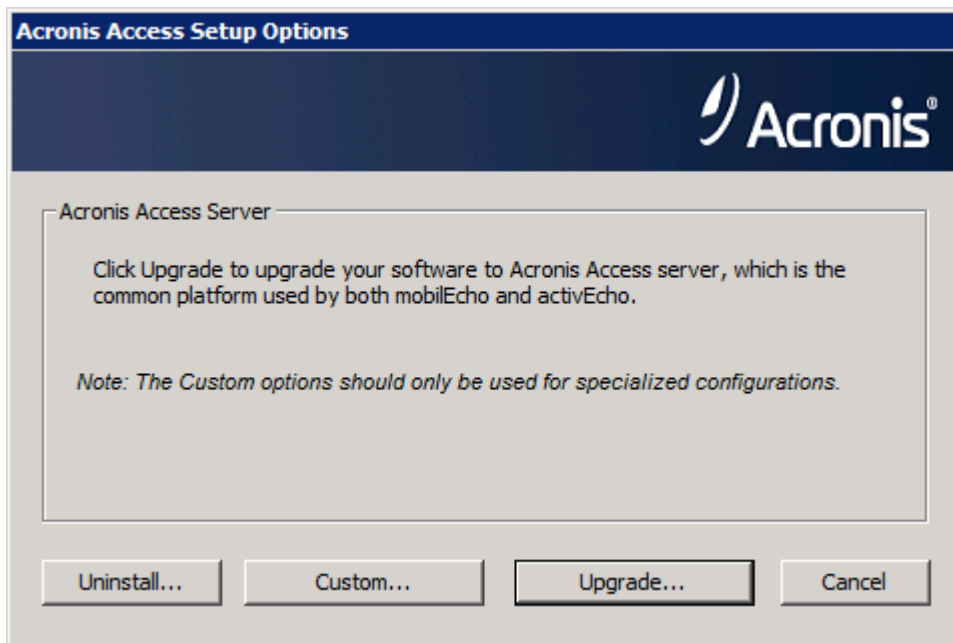 Acronis Access Setup Options
Acronis®
Acronis Access Server
Click Upgrade to upgrade your software to Acronis Access server, which is the
common platform used by both mobilEcho and activEcho.
Note: The Custom options should only be used for specialized configurations.
Uninstall... Custom... Upgrade... Cancel